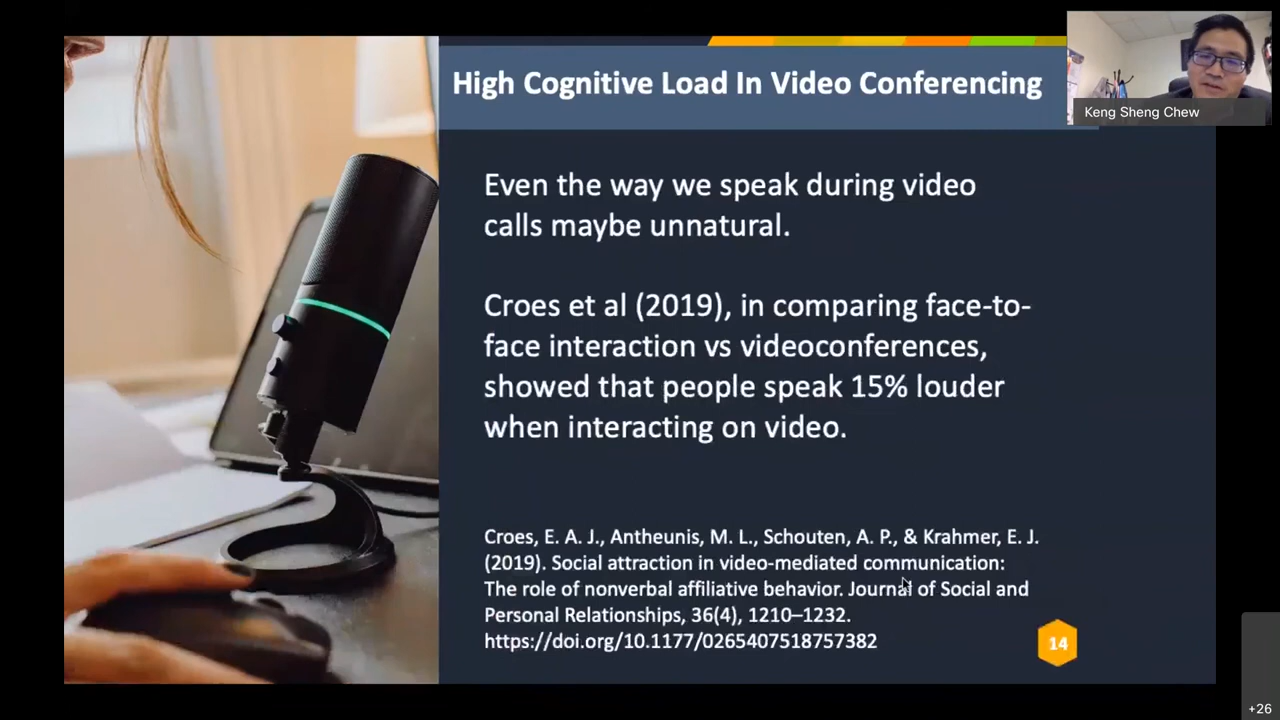 High Cognitive Load In Video Conferencing
Keng Sheng Chew
Even the way we speak during video
calls maybe unnatural.
Croes et al (2019), in comparing face-to-
face interaction vs videoconferences,
showed that people speak 15% louder
when interacting on video.
Croes, E. A. J., Antheunis, M. L., Schouten, A. P., & Krahmer, E. J.
(2019). Social attraction in video-mediated communication:
The role of nonverbal affiliative behavior. Journal of Social and
Personal Relationships, 36(4), 1210–1232.
https://doi.org/10.1177/0265407518757382
14
+26